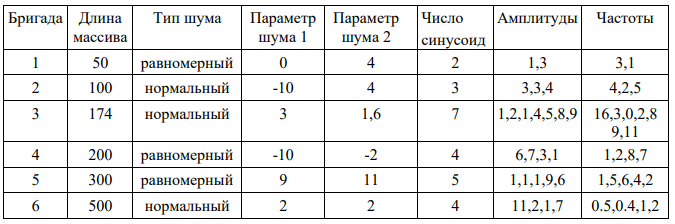 Бригада Длина массива Тип шума Параметр шума 1 Параметр шума 2 Число синусоид Амплитуды Частоты
1 50 равномерный 0 4 2 1,3 3,1
2 100 нормальный -10 4 3 3,3,4 4,2,5
3 174 нормальный 3 1,6 7 1,2,1,4,5,8,9 16,3,0,2,8
9,11
4 200 равномерный -10 -2 4 6,7,3,1 1,2,8,7
5 300 равномерный 9 11 5 1,1,1,9,6 1,5,6,4,2
6 500 нормальный 2 2 4 11,2,1,7 0.5,0.4,1,2